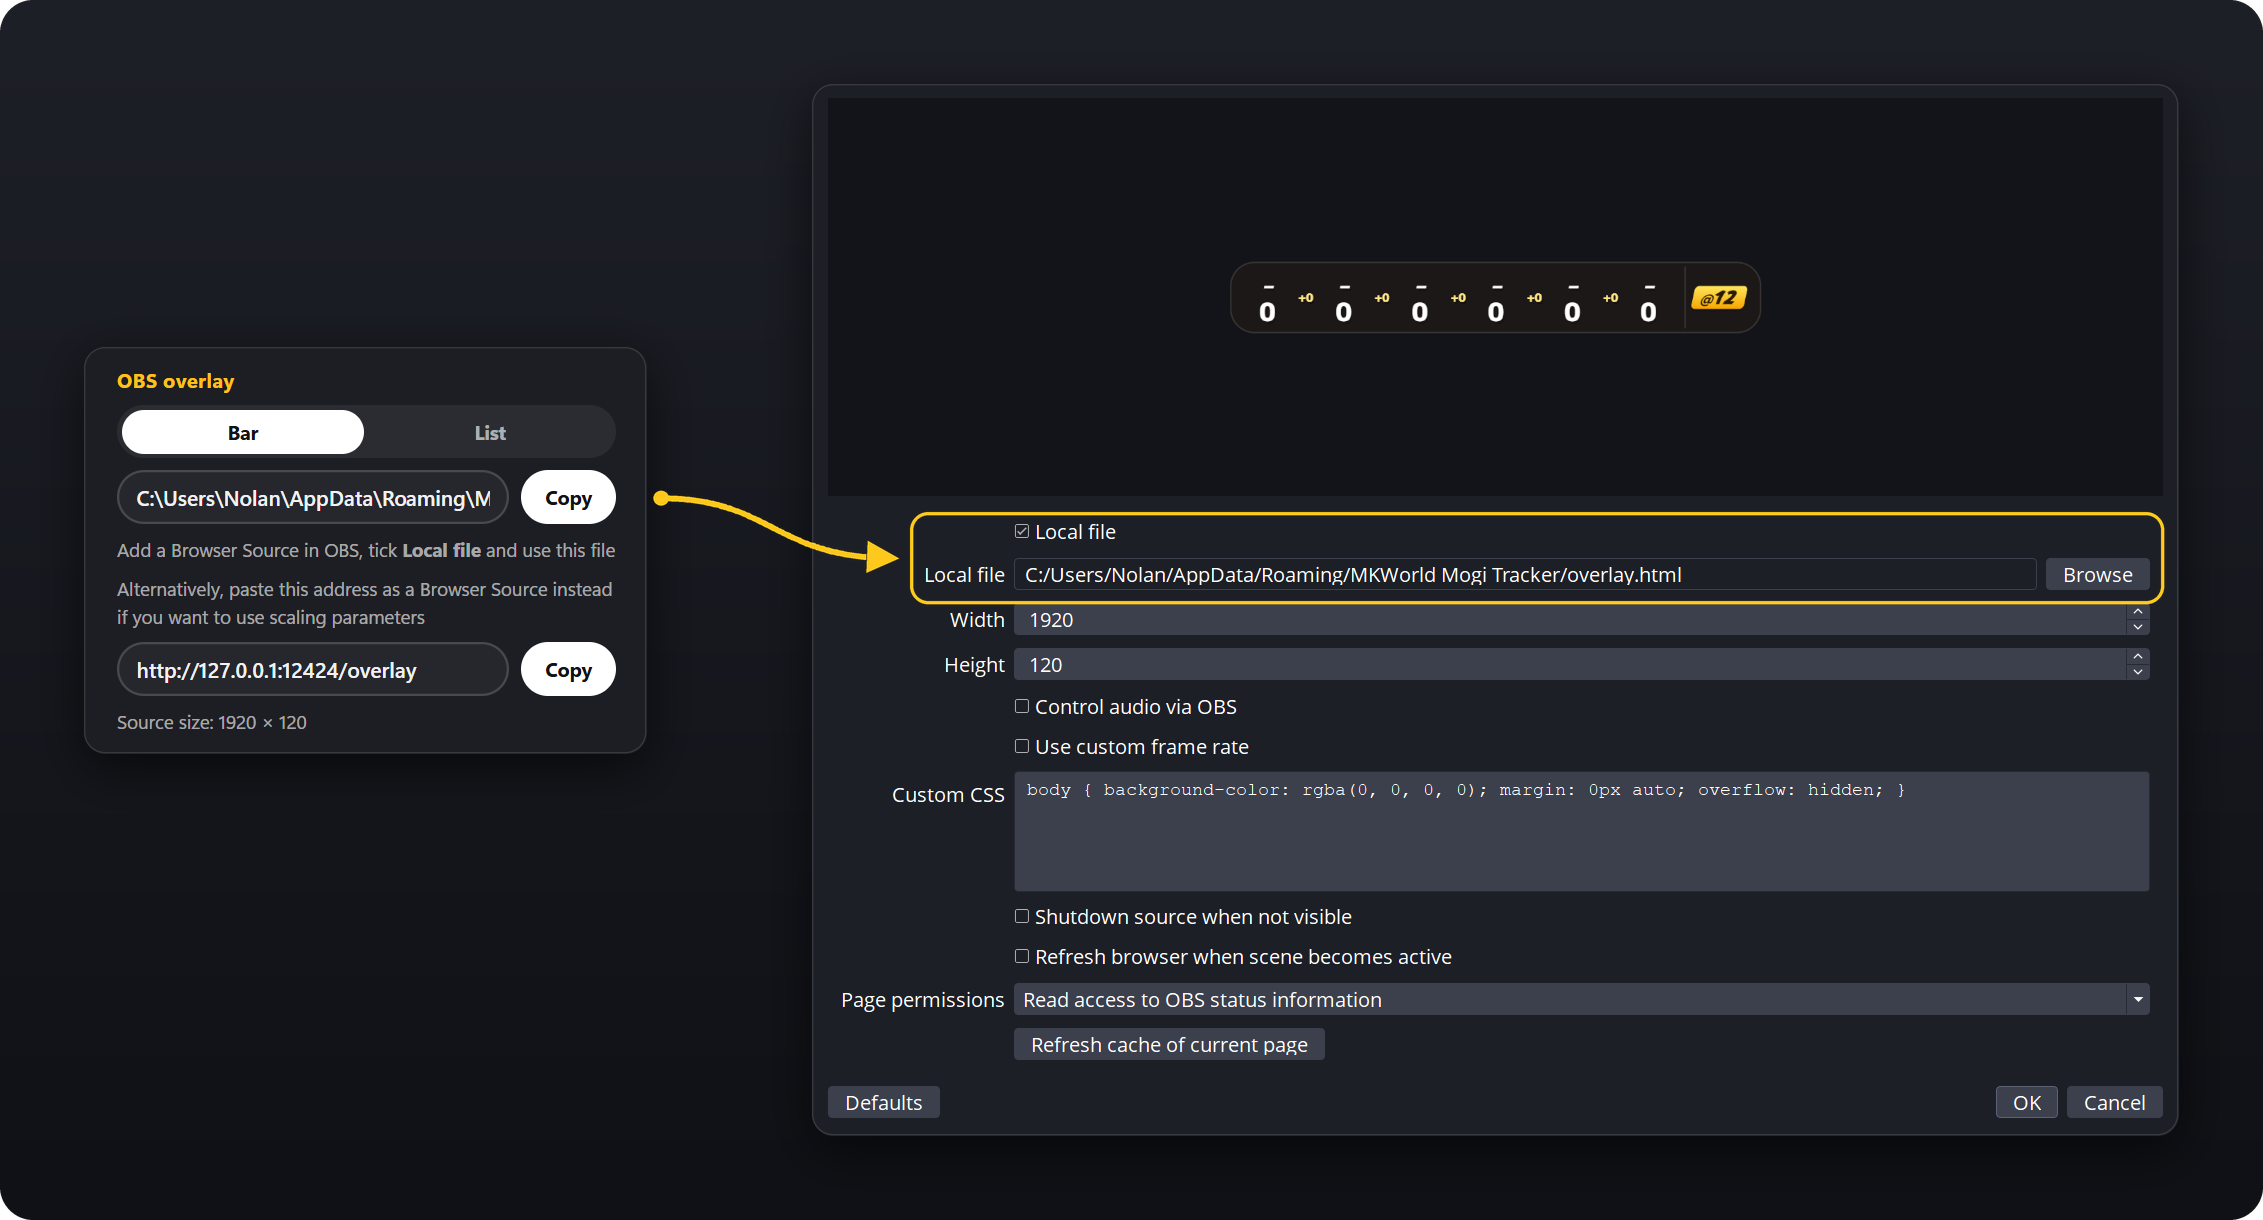 OBS overlay
Bar List
C:\Users\Nolan\AppData\Roaming\M Copy
Add a Browser Source in OBS, tick Local file and use this file
Alternatively, paste this address as a Browser Source instead
if you want to use scaling parameters
http://127.0.0.1:12424/overlay Copy
Source size: 1920 × 120
– – – – – –
0 +0 0 +0 0 +0 0 +0 0 +0 0 @12
Local file
Local file C:/Users/Nolan/AppData/Roaming/MKWorld Mogi Tracker/overlay.html Browse
Width 1920
Height 120
Control audio via OBS
Use custom frame rate
Custom CSS body { background-color: rgba(0, 0, 0, 0); margin: 0px auto; overflow: hidden; }
Shutdown source when not visible
Refresh browser when scene becomes active
Page permissions Read access to OBS status information
Refresh cache of current page
Defaults OK Cancel